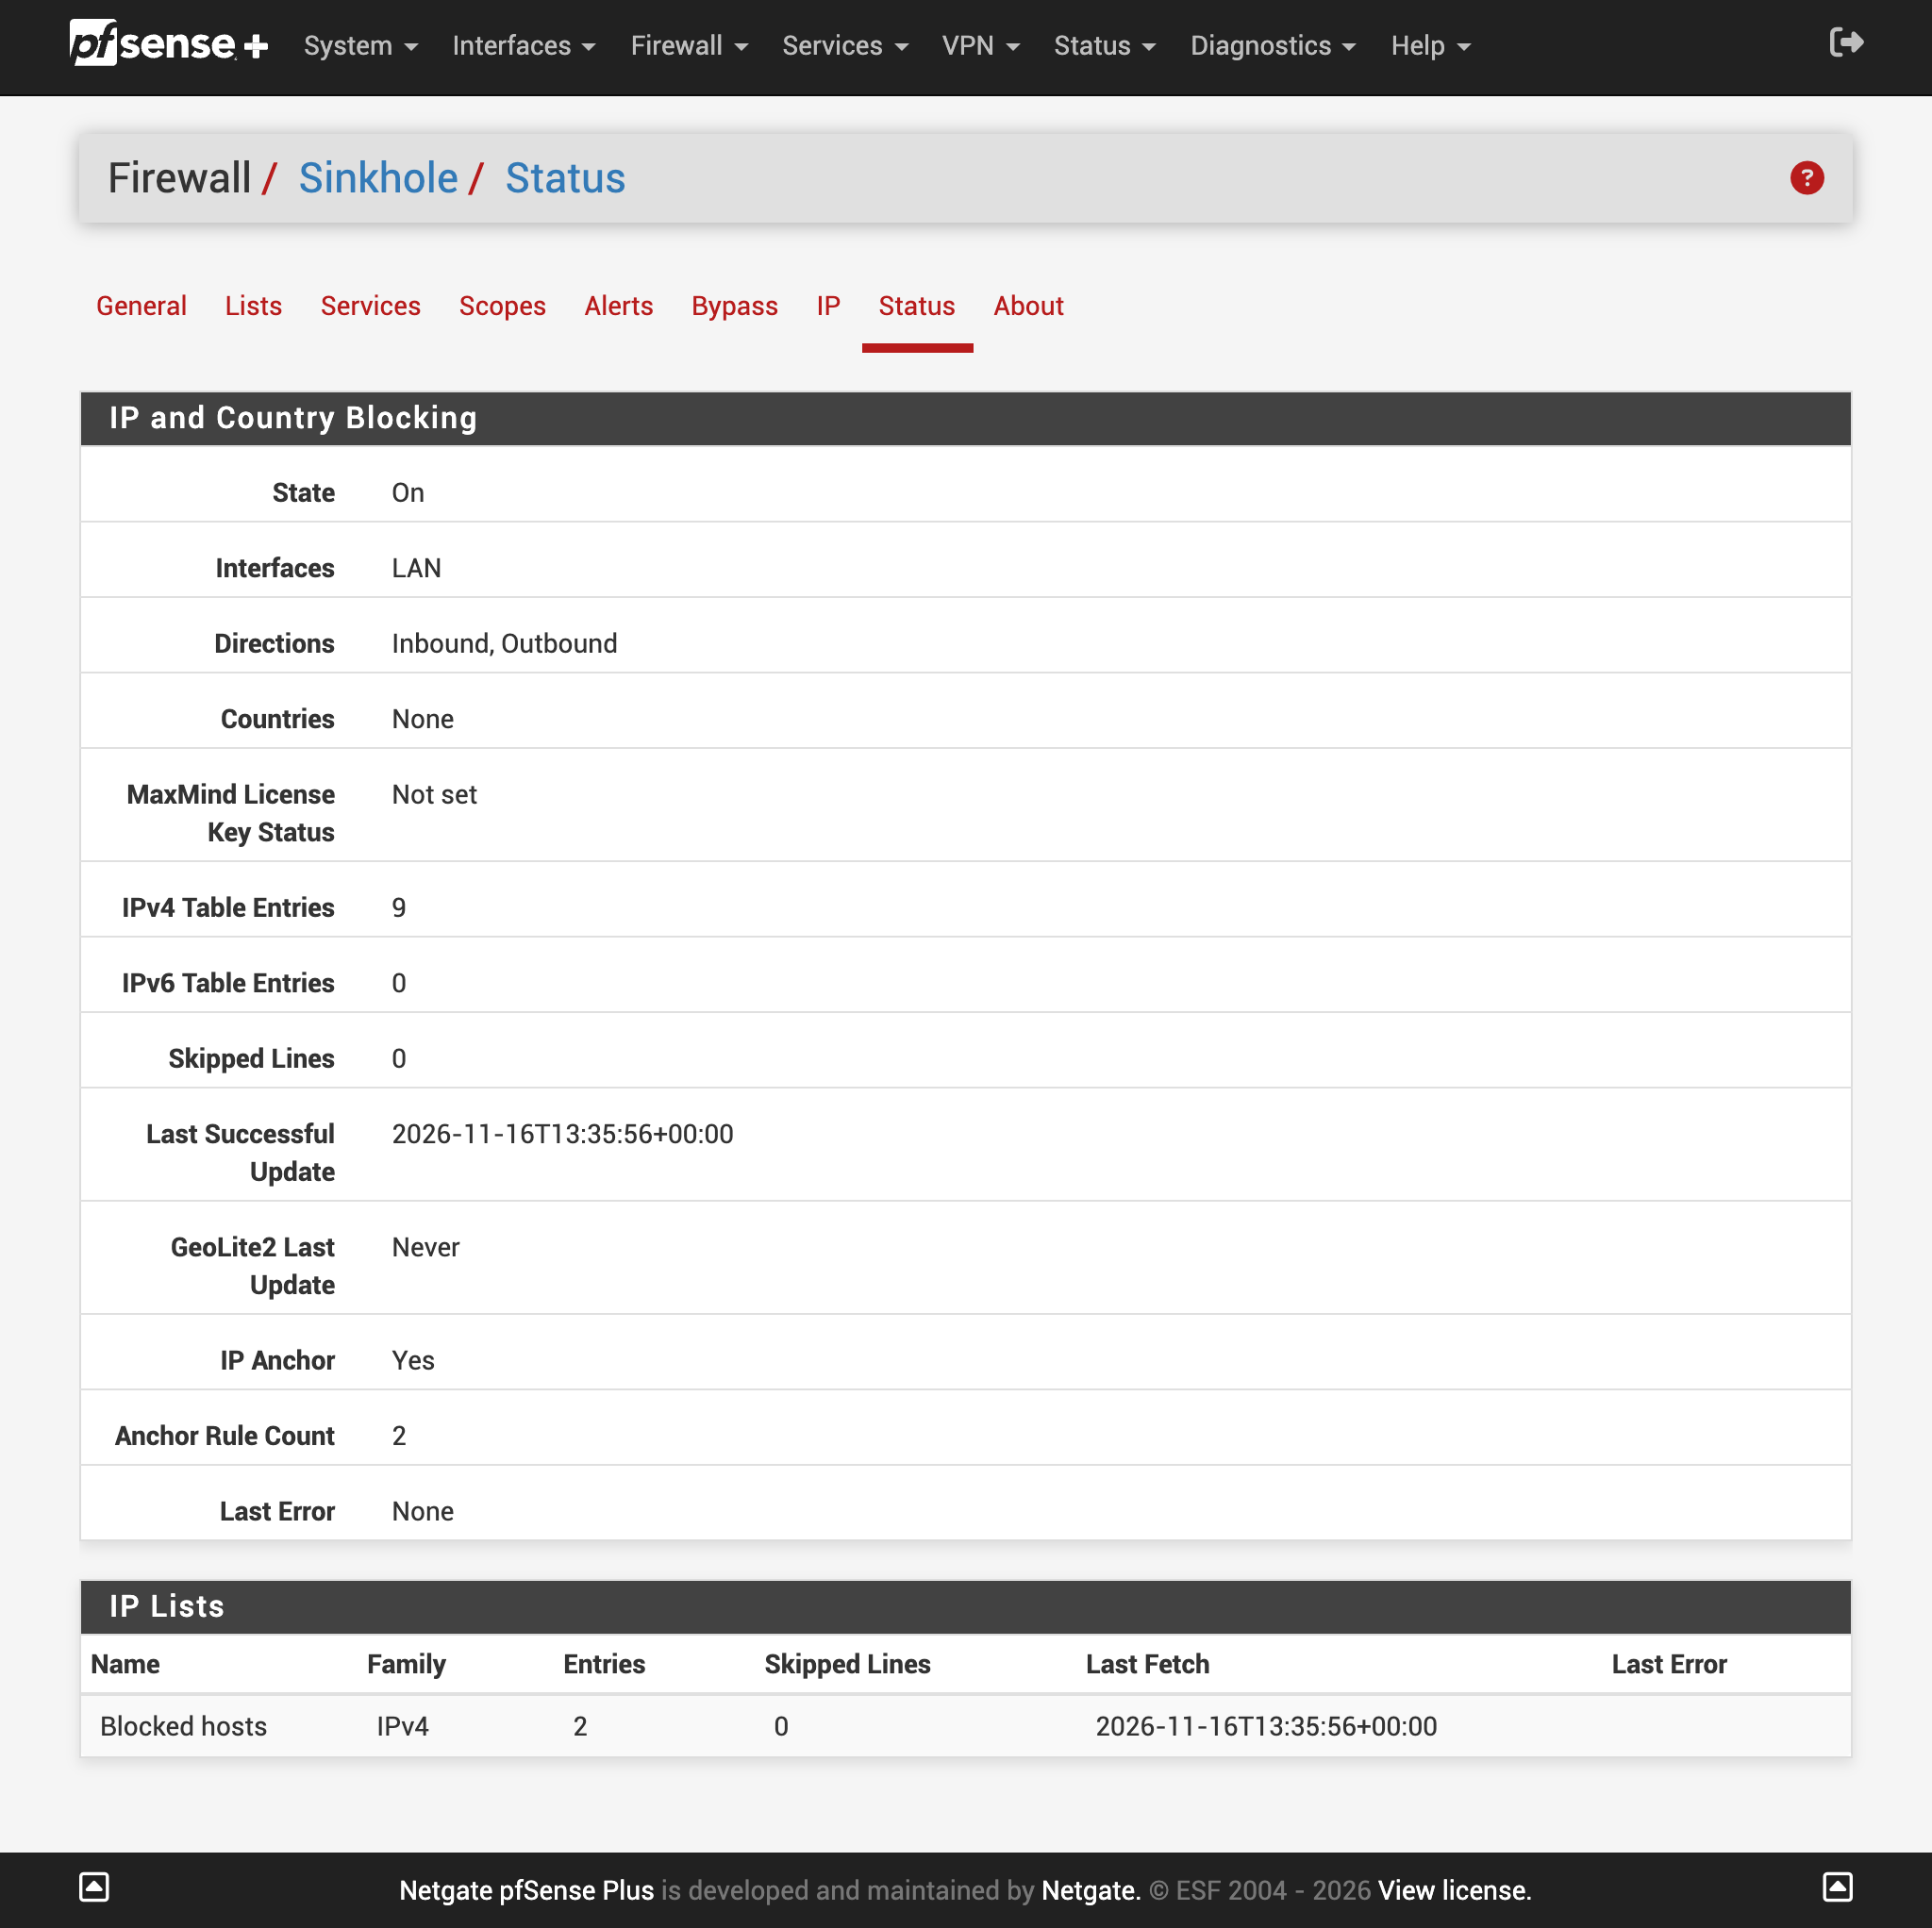 pfsense+ System Interfaces Firewall Services VPN Status Diagnostics Help
Firewall / Sinkhole / Status
?
General Lists Services Scopes Alerts Bypass IP Status About
IP and Country Blocking
State On
Interfaces LAN
Directions Inbound, Outbound
Countries None
MaxMind License Not set
Key Status
IPv4 Table Entries 9
IPv6 Table Entries 0
Skipped Lines 0
Last Successful 2026-11-16T13:35:56+00:00
Update
GeoLite2 Last Never
Update
IP Anchor Yes
Anchor Rule Count 2
Last Error None
IP Lists
Name Family Entries Skipped Lines Last Fetch Last Error
Blocked hosts IPv4 2 0 2026-11-16T13:35:56+00:00
Netgate pfSense Plus is developed and maintained by Netgate. © ESF 2004 - 2026 View license.